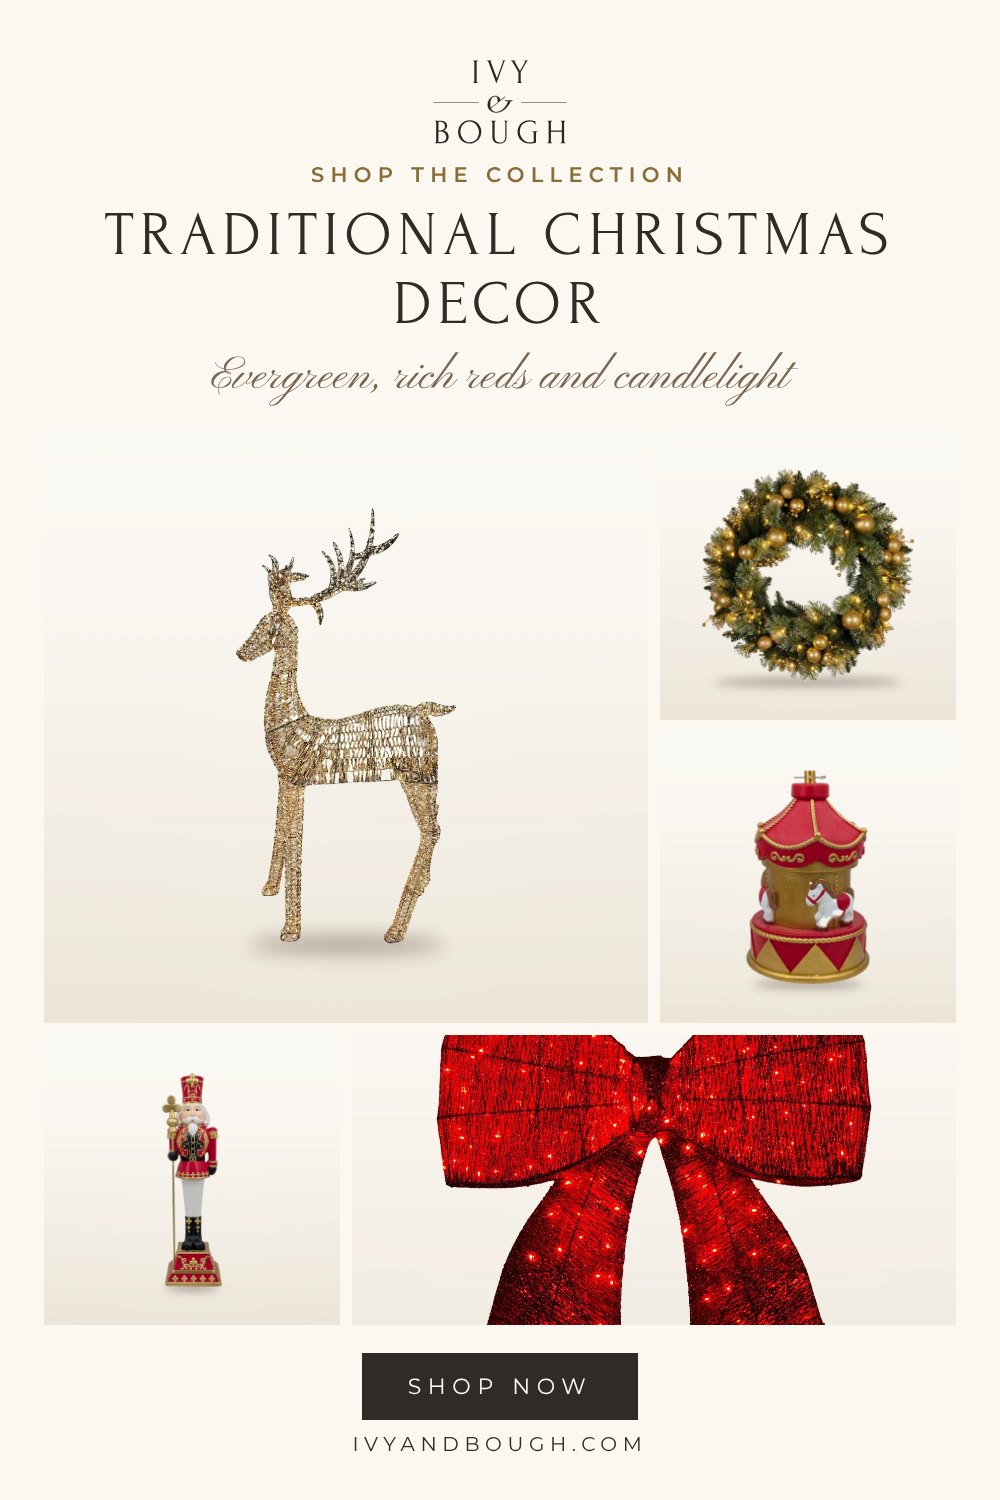 IVY
&
BOUGH
SHOP THE COLLECTION
TRADITIONAL CHRISTMAS
DECOR
Evergreen, rich reds and candlelight
SHOP NOW
IVYANDBOUGH.COM